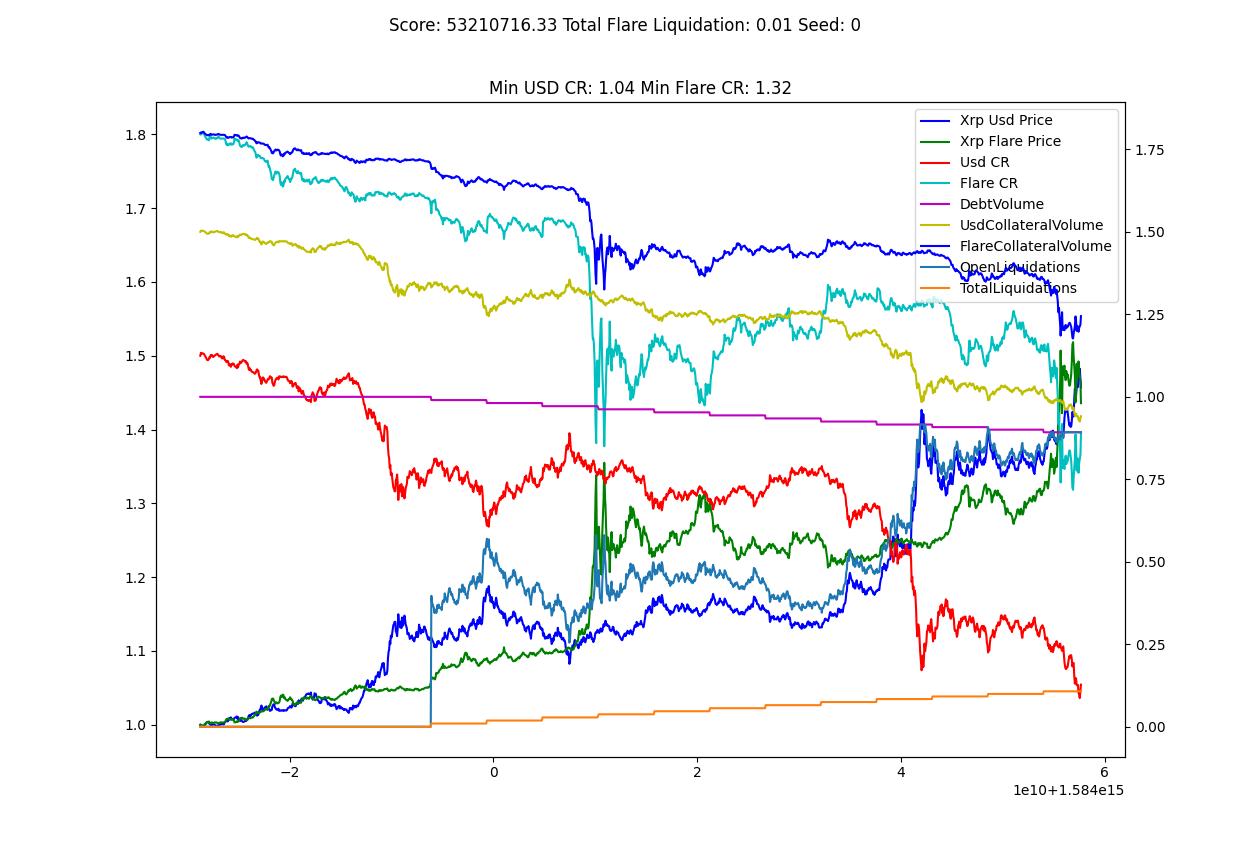 Score: 53210716.33 Total Flare Liquidation: 0.01 Seed: 0
Min USD CR: 1.04 Min Flare CR: 1.32
Xrp Usd Price
Xrp Flare Price
Usd CR
Flare CR
DebtVolume
UsdCollateralVolume
FlareCollateralVolume
OpenLiquidations
TotalLiquidations
1.8
1.7
1.6
1.5
1.4
1.3
1.2
1.1
1.0
1.75
1.50
1.25
1.00
0.75
0.50
0.25
0.00
−2
0
2
4
6
1e10+1.584e15